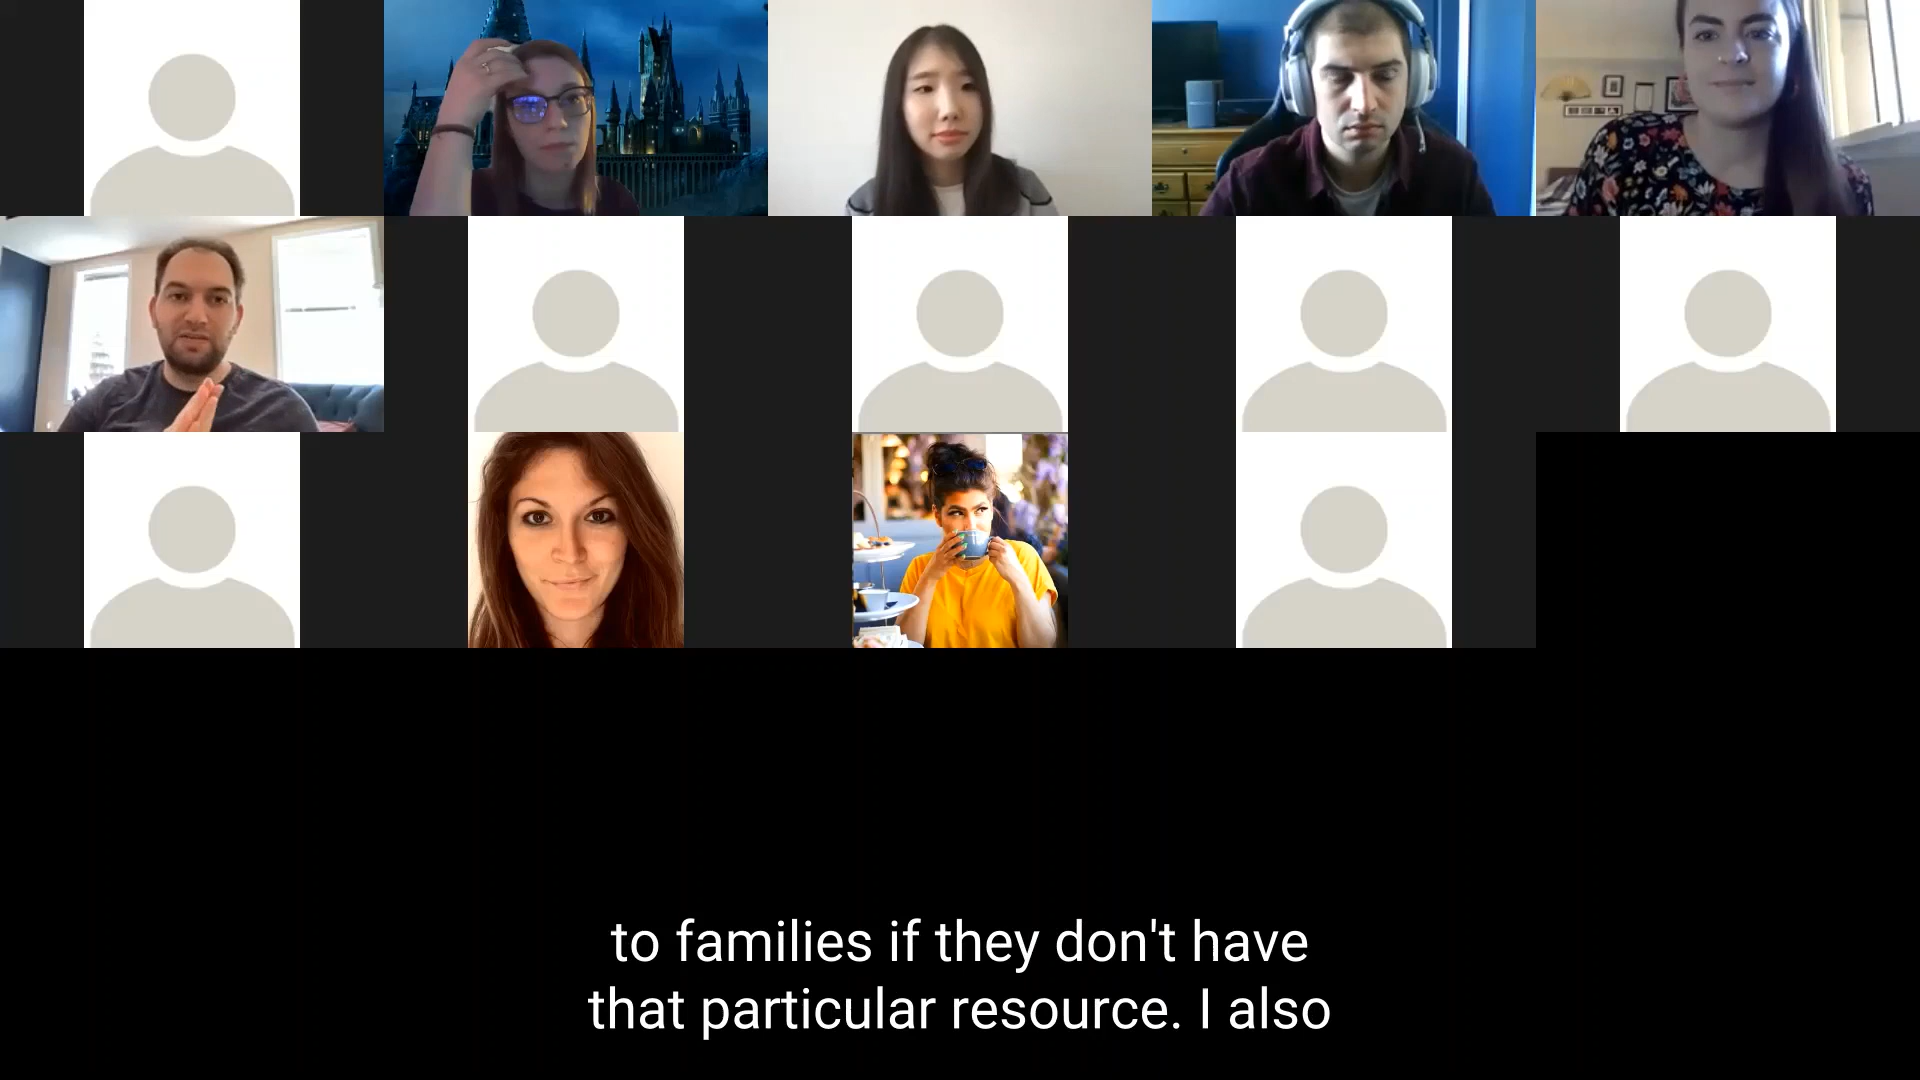 to families if they don't have
that particular resource. I also